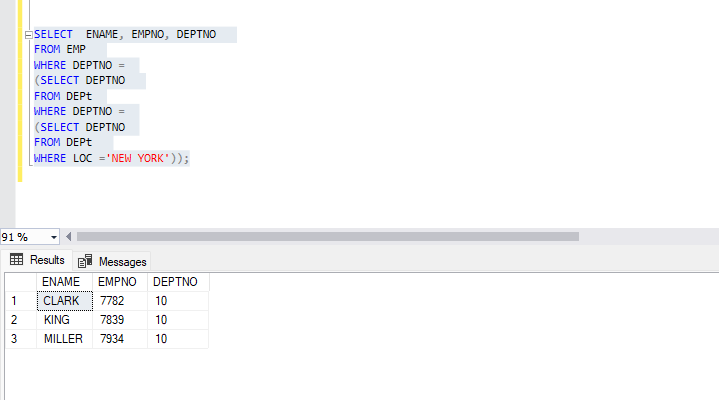 SELECT  ENAME, EMPNO, DEPTNO
FROM EMP
WHERE DEPTNO =
(SELECT DEPTNO
FROM DEPt
WHERE DEPTNO =
(SELECT DEPTNO
FROM DEPt
WHERE LOC ='NEW YORK'));
91 %
Results Messages
ENAME EMPNO DEPTNO
1 CLARK 7782 10
2 KING 7839 10
3 MILLER 7934 10